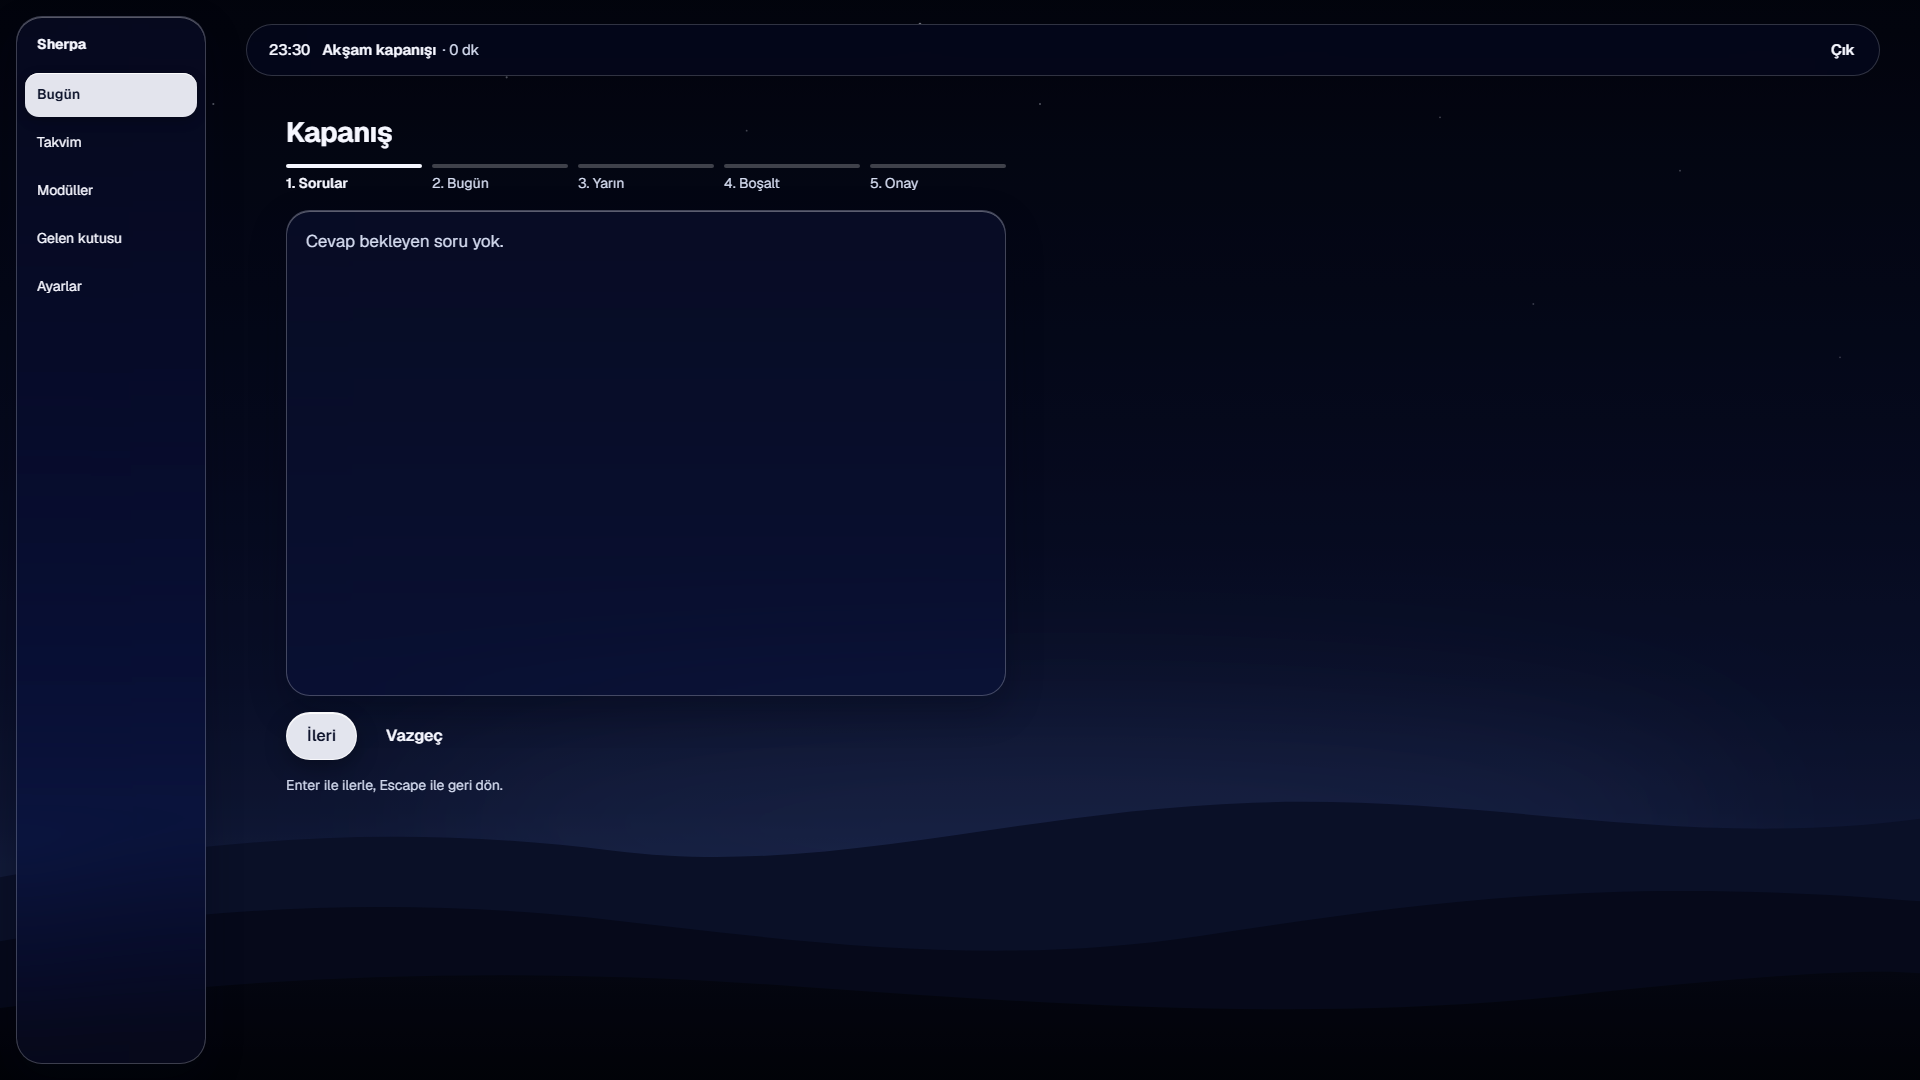 Sherpa
Bugün
Takvim
Modüller
Gelen kutusu
Ayarlar
23:30 Akşam kapanışı · 0 dk
Çık
Kapanış
1. Sorular
2. Bugün
3. Yarın
4. Boşalt
5. Onay
Cevap bekleyen soru yok.
İleri
Vazgeç
Enter ile ilerle, Escape ile geri dön.